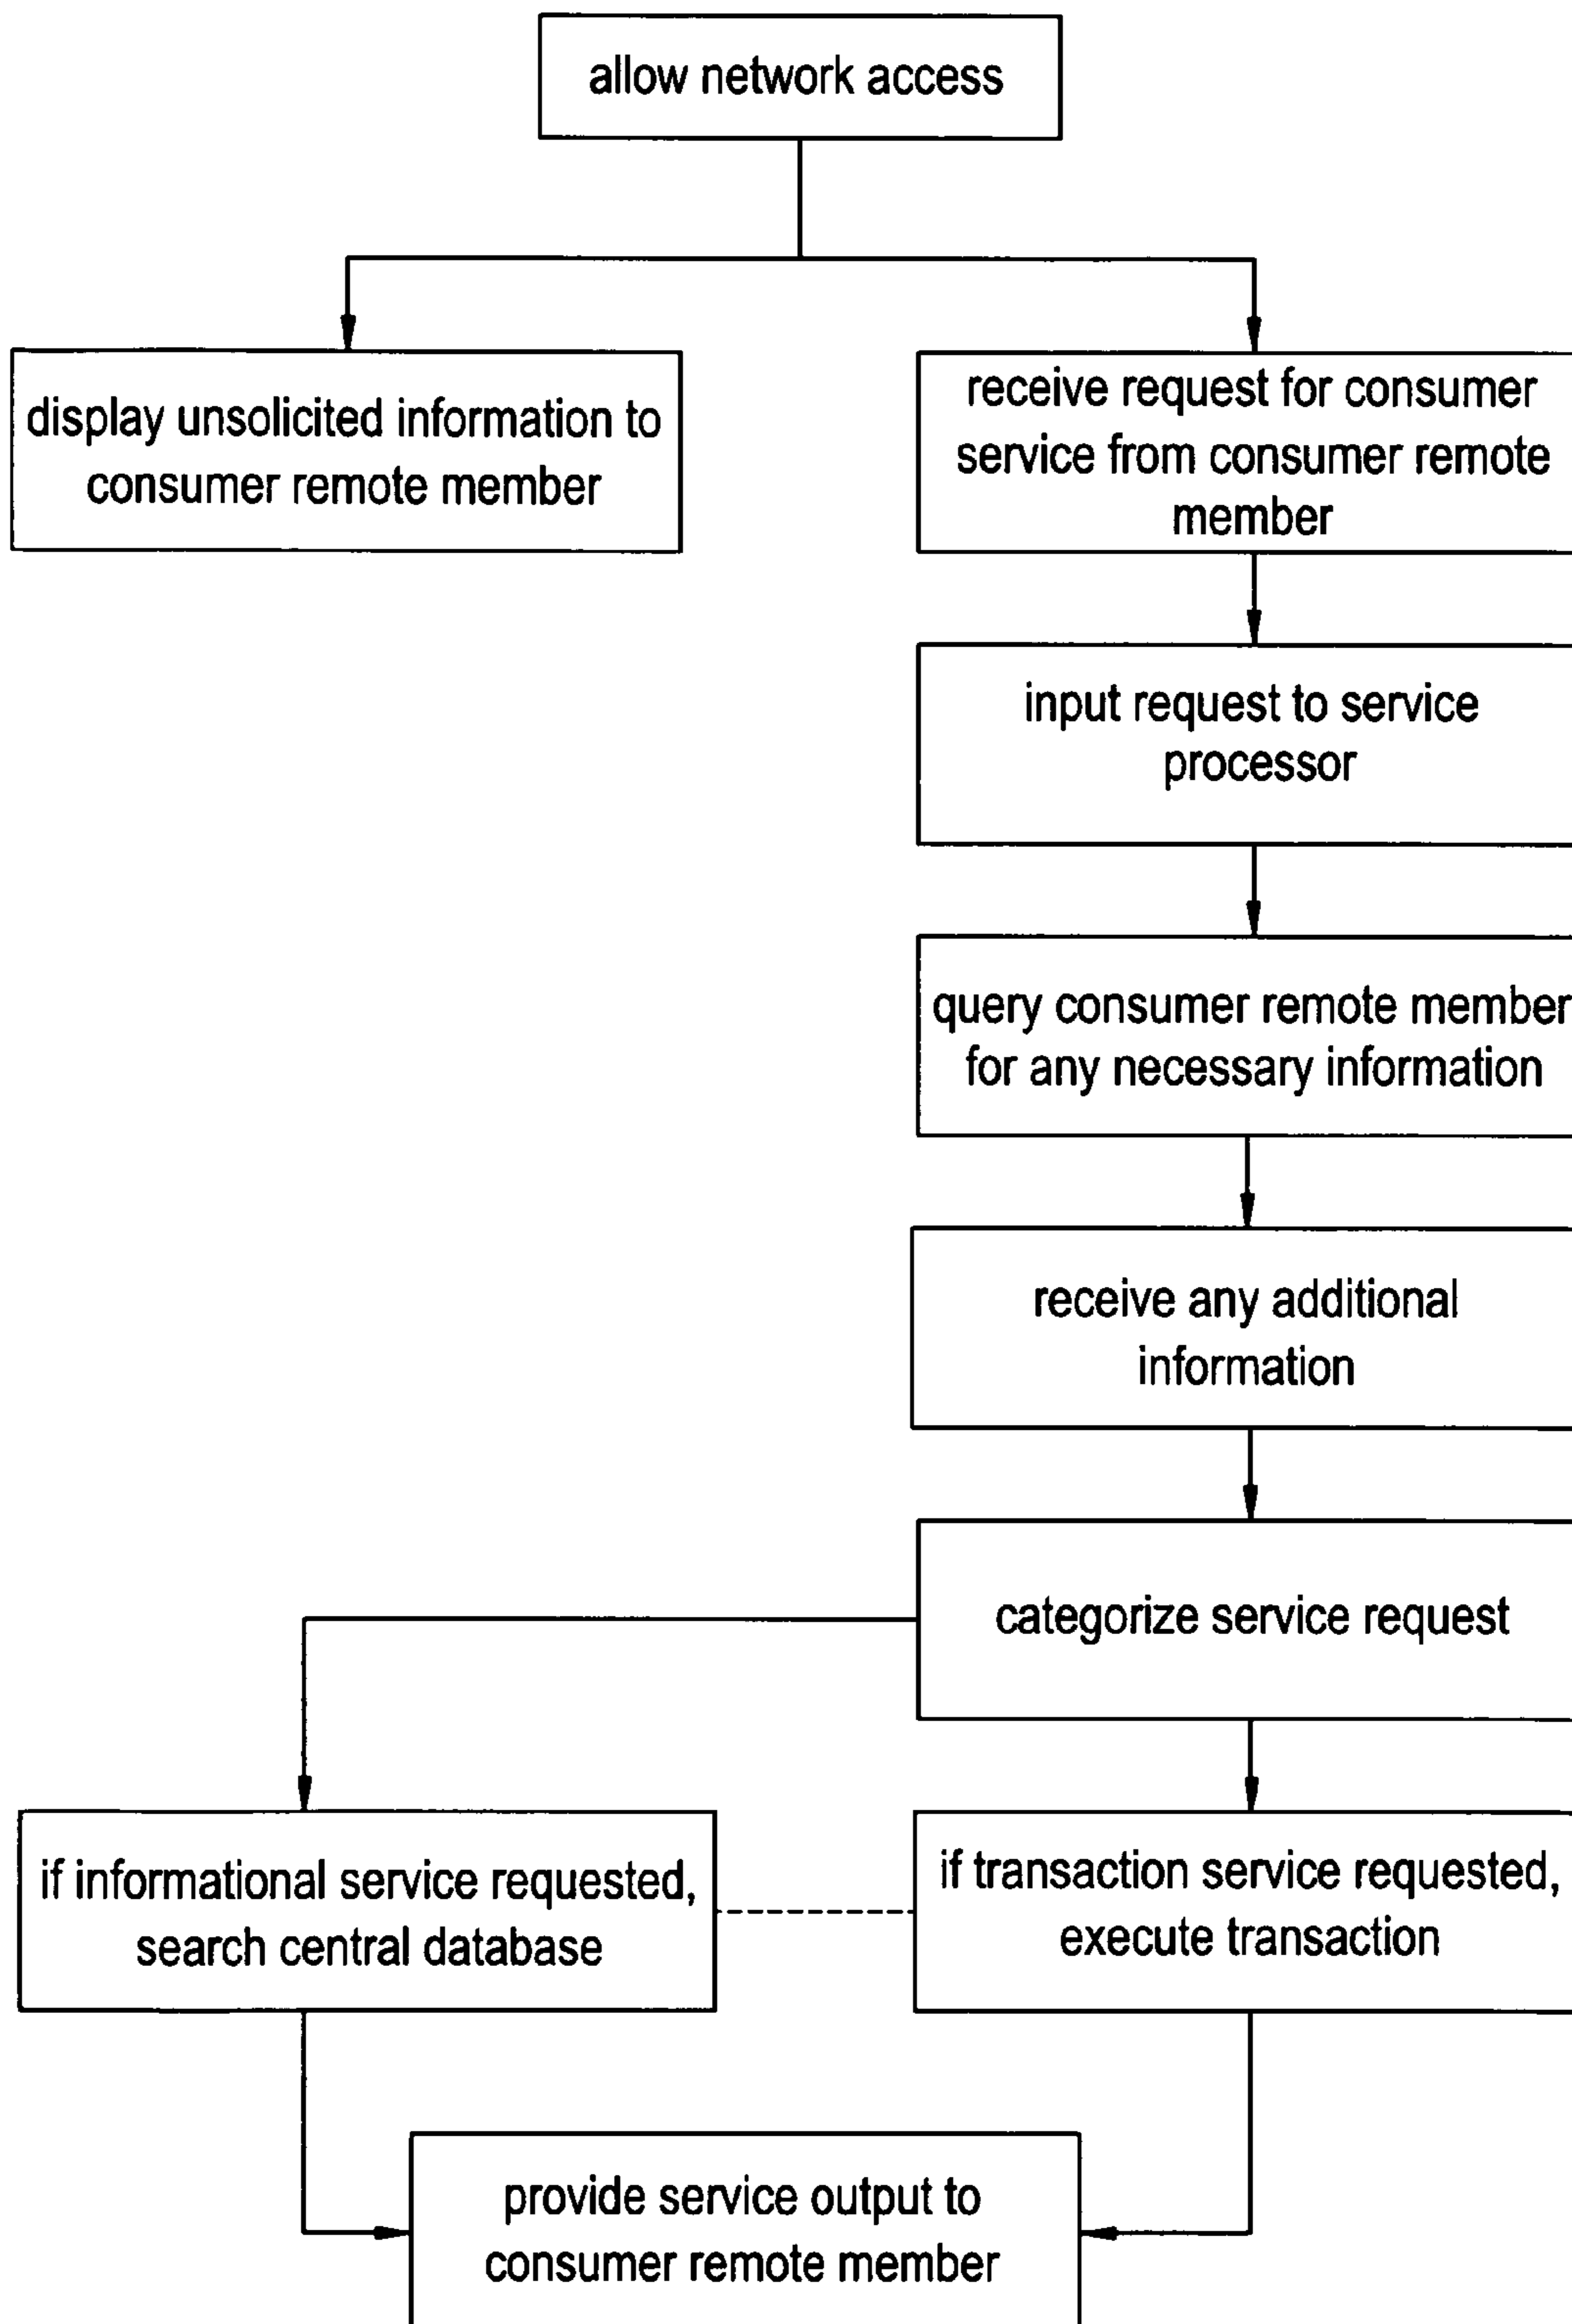 allow network access
display unsolicited information to
consumer remote member
receive request for consumer
service from consumer remote
member
input request to service
processor
query consumer remote member
for any necessary information
receive any additional
information
categorize service request
if informational service requested,
search central database
if transaction service requested,
execute transaction
provide service output to
consumer remote member